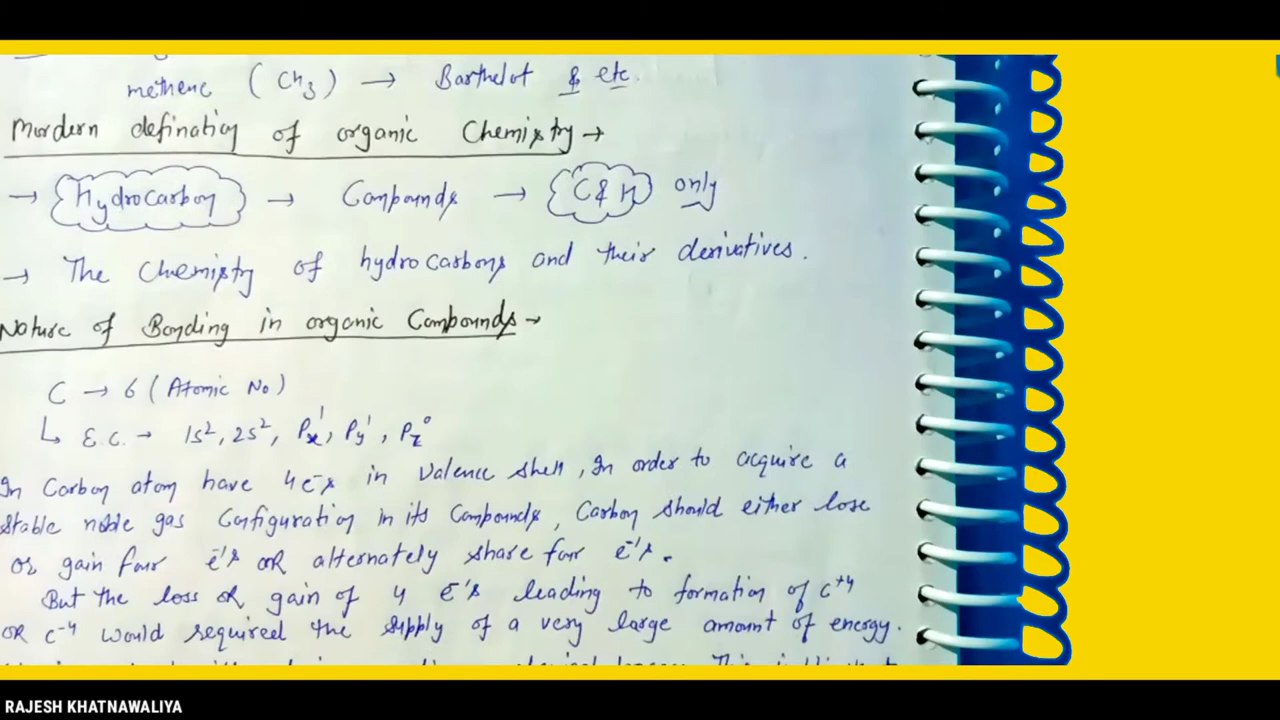 methene (CH3) → Barthelot & etc.
Mordern defination of organic Chemistry →
→ Hydrocarbon → Compounds → C & H only
→ The Chemistry of hydrocarbons and their derivatives.
Nature of Bonding in organic Compounds →
C → 6 (Atomic No)
↳ E.C. → 1s², 2s², Px¹, Py¹, Pz⁰
In Carbon atom have 4 e⁻s in Valence shell, In order to acquire a
stable noble gas Configuration in its Compounds, Carbon should either lose
or gain four e⁻'s OR alternately share four e⁻'s.
But the loss OR gain of 4 e⁻'s leading to formation of C⁺⁴
OR C⁻⁴ would required the supply of a very large amount of energy.
RAJESH KHATNAWALIYA